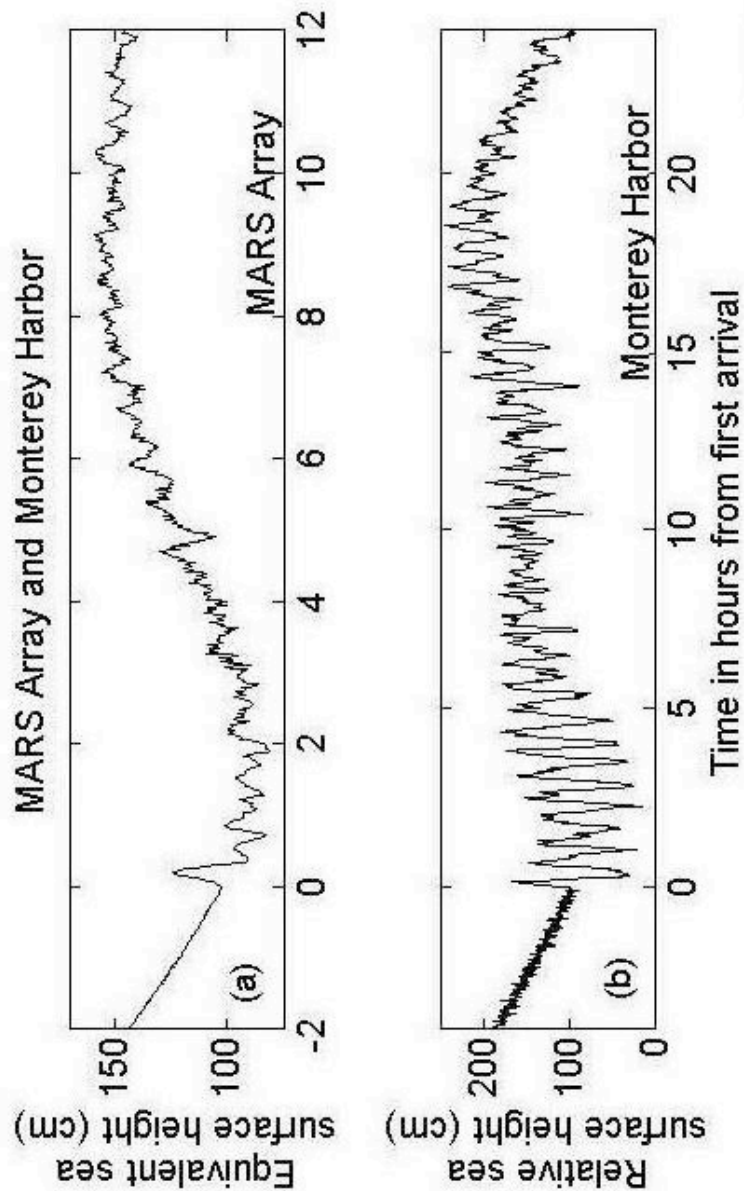 MARS Array and Monterey Harbor
Equivalent sea
surface height (cm)
150
100
(a)
MARS Array
-2 0 2 4 6 8 10 12
Relative sea
surface height (cm)
200
100
0
(b)
Monterey Harbor
0 5 10 15 20
Time in hours from first arrival